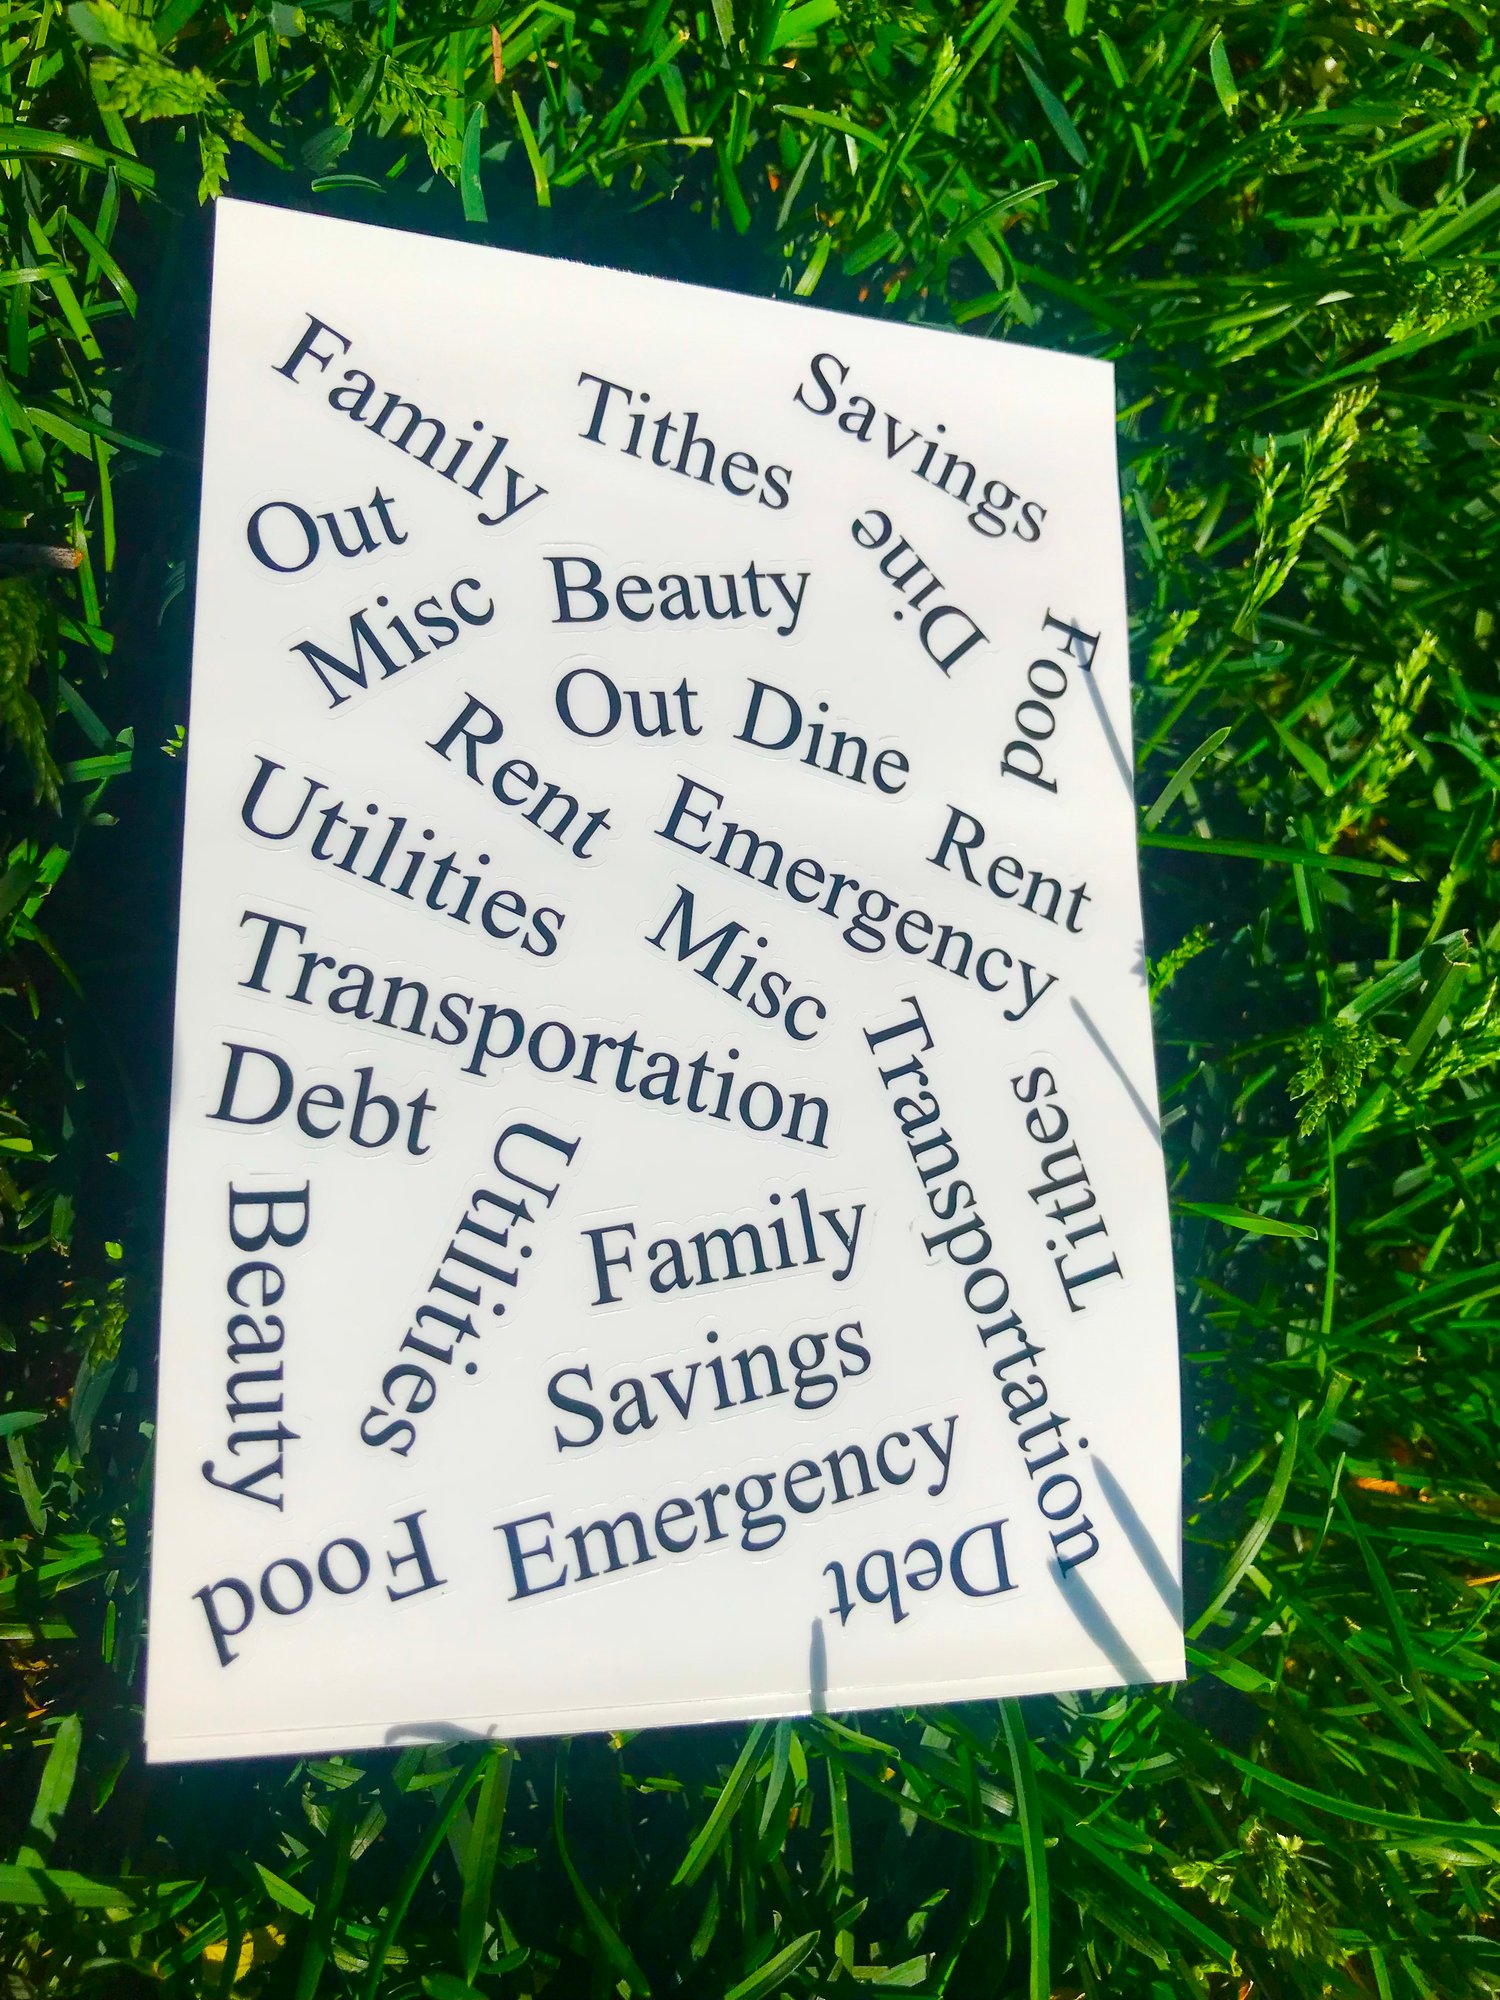 Family
Tithes
Savings
Out
Dine
Misc
Beauty
Food
Out
Dine
Rent
Rent
Emergency
Utilities
Misc
Transportation
Transportation
Debt
Tithes
Utilities
Beauty
Family
Savings
Emergency
Food
Debt